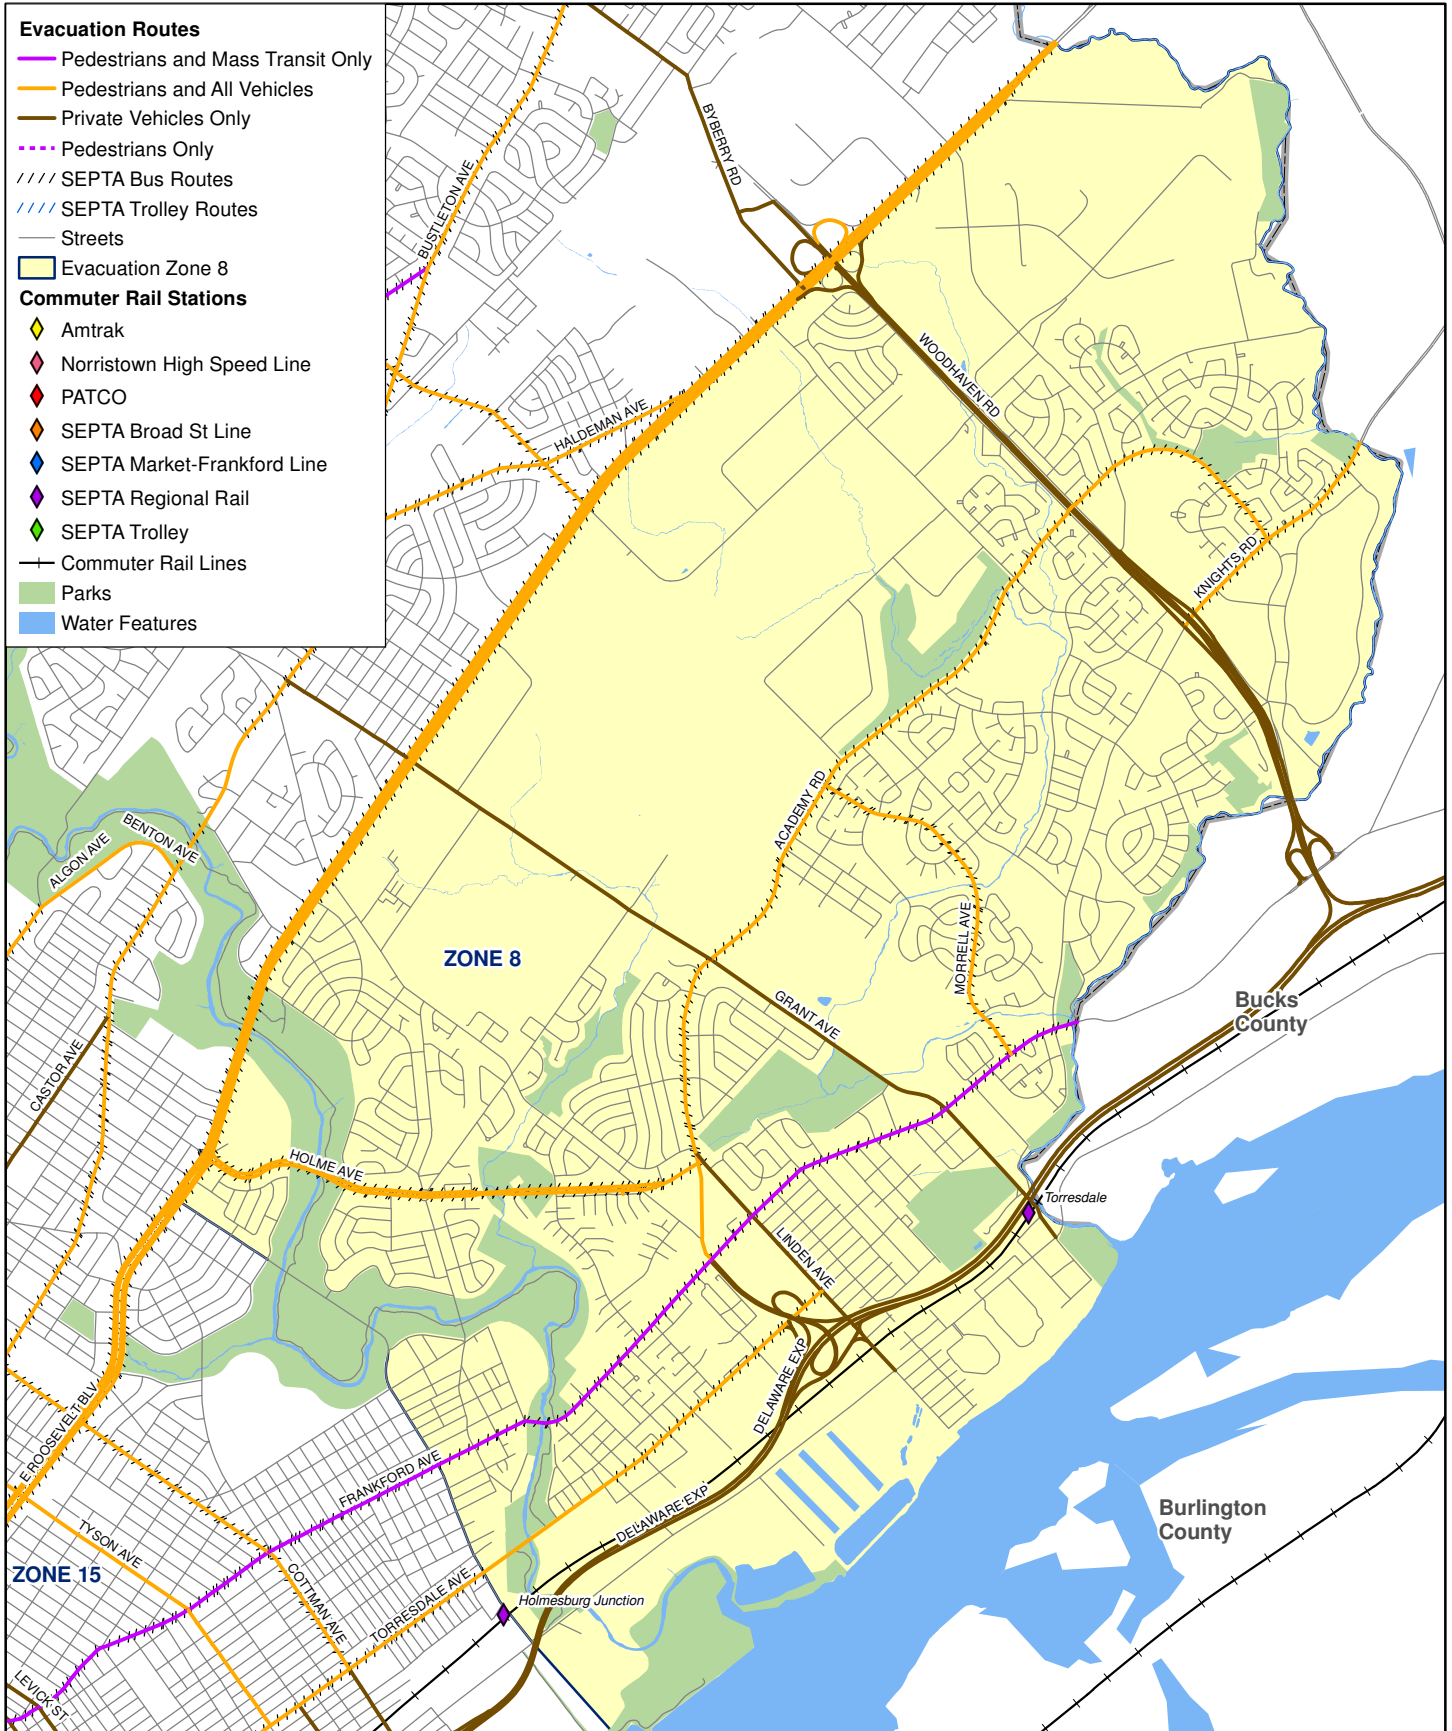 Evacuation Routes
Pedestrians and Mass Transit Only
Pedestrians and All Vehicles
Private Vehicles Only
Pedestrians Only
SEPTA Bus Routes
SEPTA Trolley Routes
Streets
Evacuation Zone 8
Commuter Rail Stations
Amtrak
Norristown High Speed Line
PATCO
SEPTA Broad St Line
SEPTA Market-Frankford Line
SEPTA Regional Rail
SEPTA Trolley
Commuter Rail Lines
Parks
Water Features
BYBERRY RD
BUSTLETON AVE
WOODHAVEN RD
HALDEMAN AVE
KNIGHTS RD
ACADEMY RD
BENTON AVE
ALGON AVE
MORRELL AVE
ZONE 8
GRANT AVE
Bucks
County
CASTOR AVE
HOLME AVE
Torresdale
LINDEN AVE
DELAWARE EXP
E ROOSEVELT BLV
FRANKFORD AVE
DELAWARE EXP
Burlington
County
TYSON AVE
ZONE 15
COTTMAN AVE
TORRESDALE AVE
Holmesburg Junction
LEVICK ST